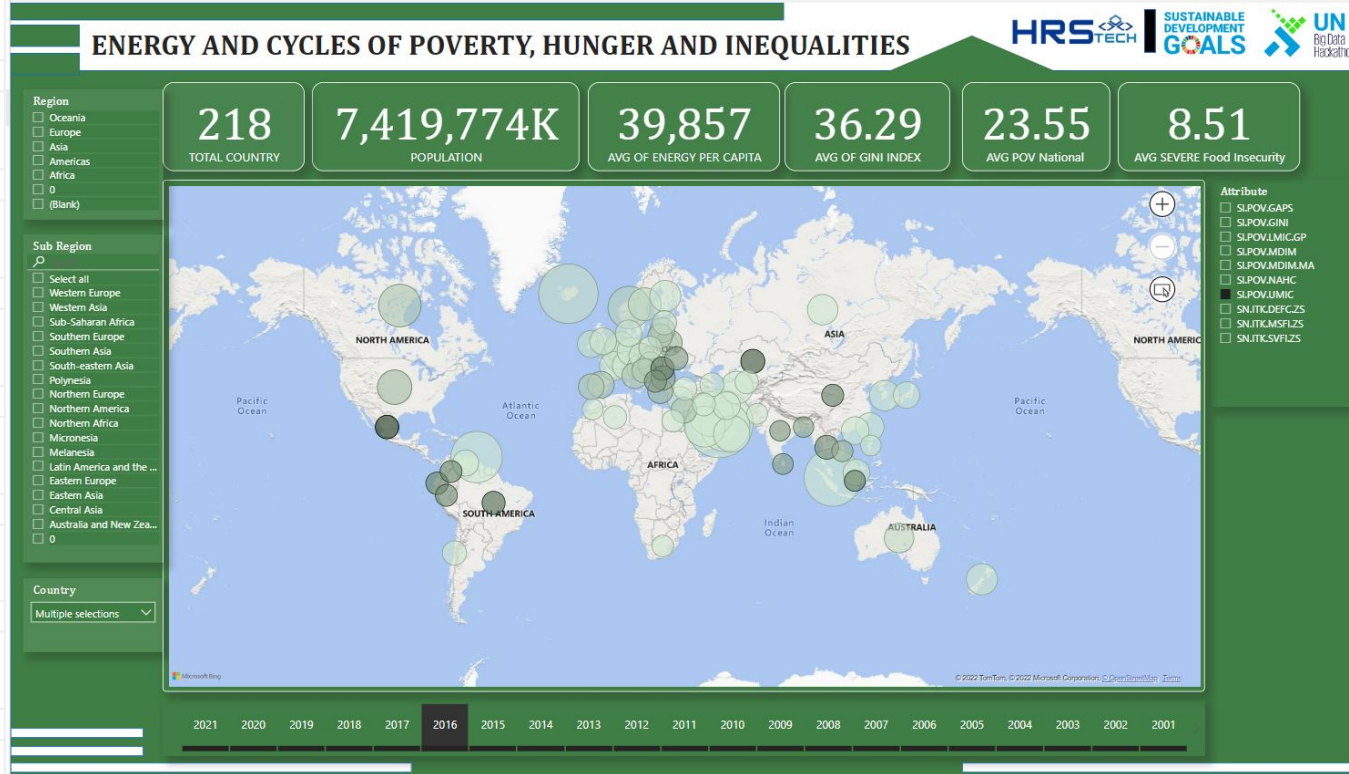 ENERGY AND CYCLES OF POVERTY, HUNGER AND INEQUALITIES
HRS TECH
SUSTAINABLE
DEVELOPMENT
GOALS
UN
Big Data
Region
Oceania
Europe
Asia
Americas
Africa
0
(Blank)
218
TOTAL COUNTRY
7,419,774K
POPULATION
39,857
AVG OF ENERGY PER CAPITA
36.29
AVG OF GINI INDEX
23.55
AVG POV National
8.51
AVG SEVERE Food Insecurity
Sub Region
Select all
Western Europe
Western Asia
Sub-Saharan Africa
Southern Europe
Southern Asia
South-eastern Asia
Polynesia
Northern Europe
Northern America
Northern Africa
Micronesia
Melanesia
Latin America and the ...
Eastern Europe
Eastern Asia
Central Asia
Australia and New Zea...
0
Country
Multiple selections
NORTH AMERICA
ASIA
NORTH AMERIC
Pacific
Ocean
Atlantic
Ocean
Pacific
Ocean
AFRICA
SOUTH AMERICA
Indian
Ocean
AUSTRALIA
Microsoft Bing
© 2022 TomTom, © 2022 Microsoft Corporation, © OpenStreetMap Terms
Attribute
SI.POV.GAPS
SI.POV.GINI
SI.POV.LMIC.GP
SI.POV.MDIM
SI.POV.MDIM.MA
SI.POV.NAHC
SI.POV.UMIC
SN.ITK.DEFC.ZS
SN.ITK.MSFI.ZS
SN.ITK.SVFI.ZS
2021 2020 2019 2018 2017 2016 2015 2014 2013 2012 2011 2010 2009 2008 2007 2006 2005 2004 2003 2002 2001